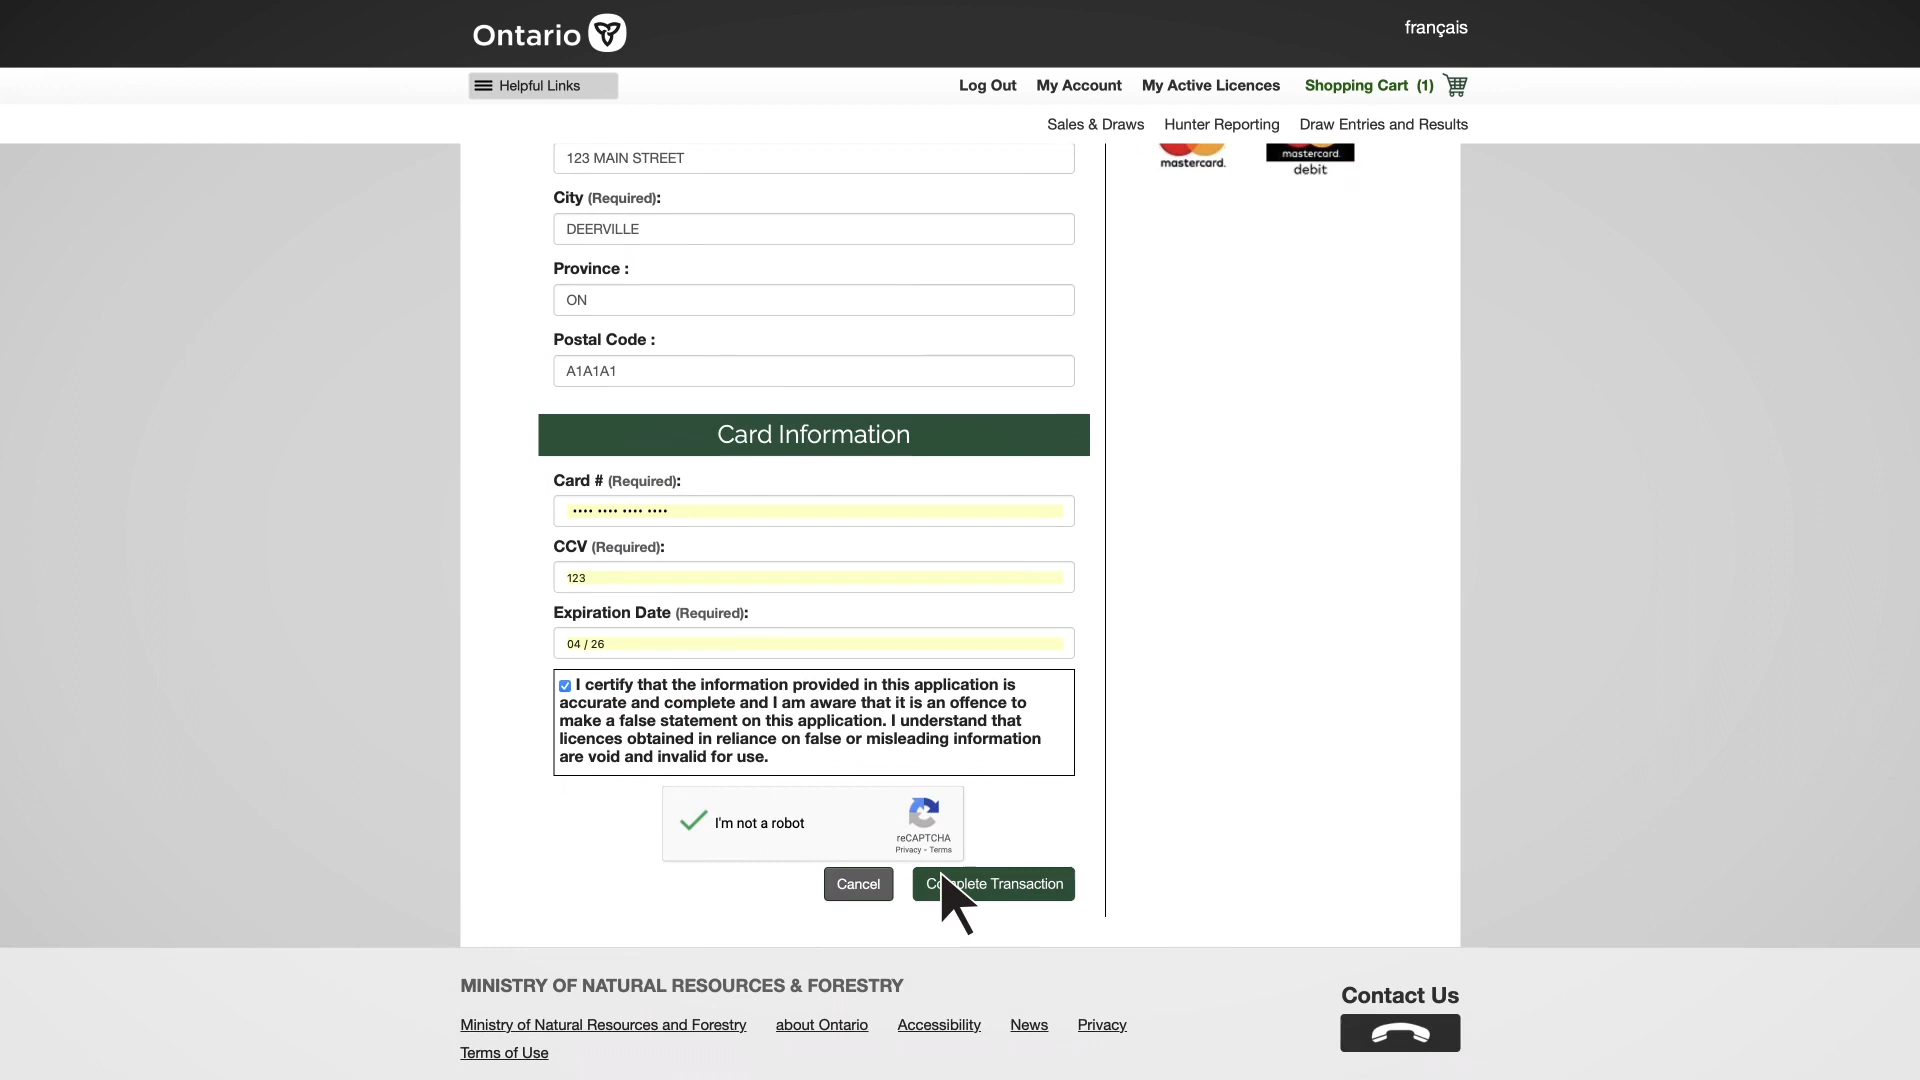 Ontario
français
Helpful Links
Log Out My Account My Active Licences Shopping Cart (1)
Sales & Draws Hunter Reporting Draw Entries and Results
123 MAIN STREET
mastercard.
mastercard.
debit
City (Required):
DEERVILLE
Province :
ON
Postal Code :
A1A1A1
Card Information
Card # (Required):
•••• •••• •••• ••••
CCV (Required):
123
Expiration Date (Required):
04 / 26
I certify that the information provided in this application is
accurate and complete and I am aware that it is an offence to
make a false statement on this application. I understand that
licences obtained in reliance on false or misleading information
are void and invalid for use.
I'm not a robot
reCAPTCHA
Privacy - Terms
Cancel
Complete Transaction
MINISTRY OF NATURAL RESOURCES & FORESTRY
Contact Us
Ministry of Natural Resources and Forestry about Ontario Accessibility News Privacy
Terms of Use